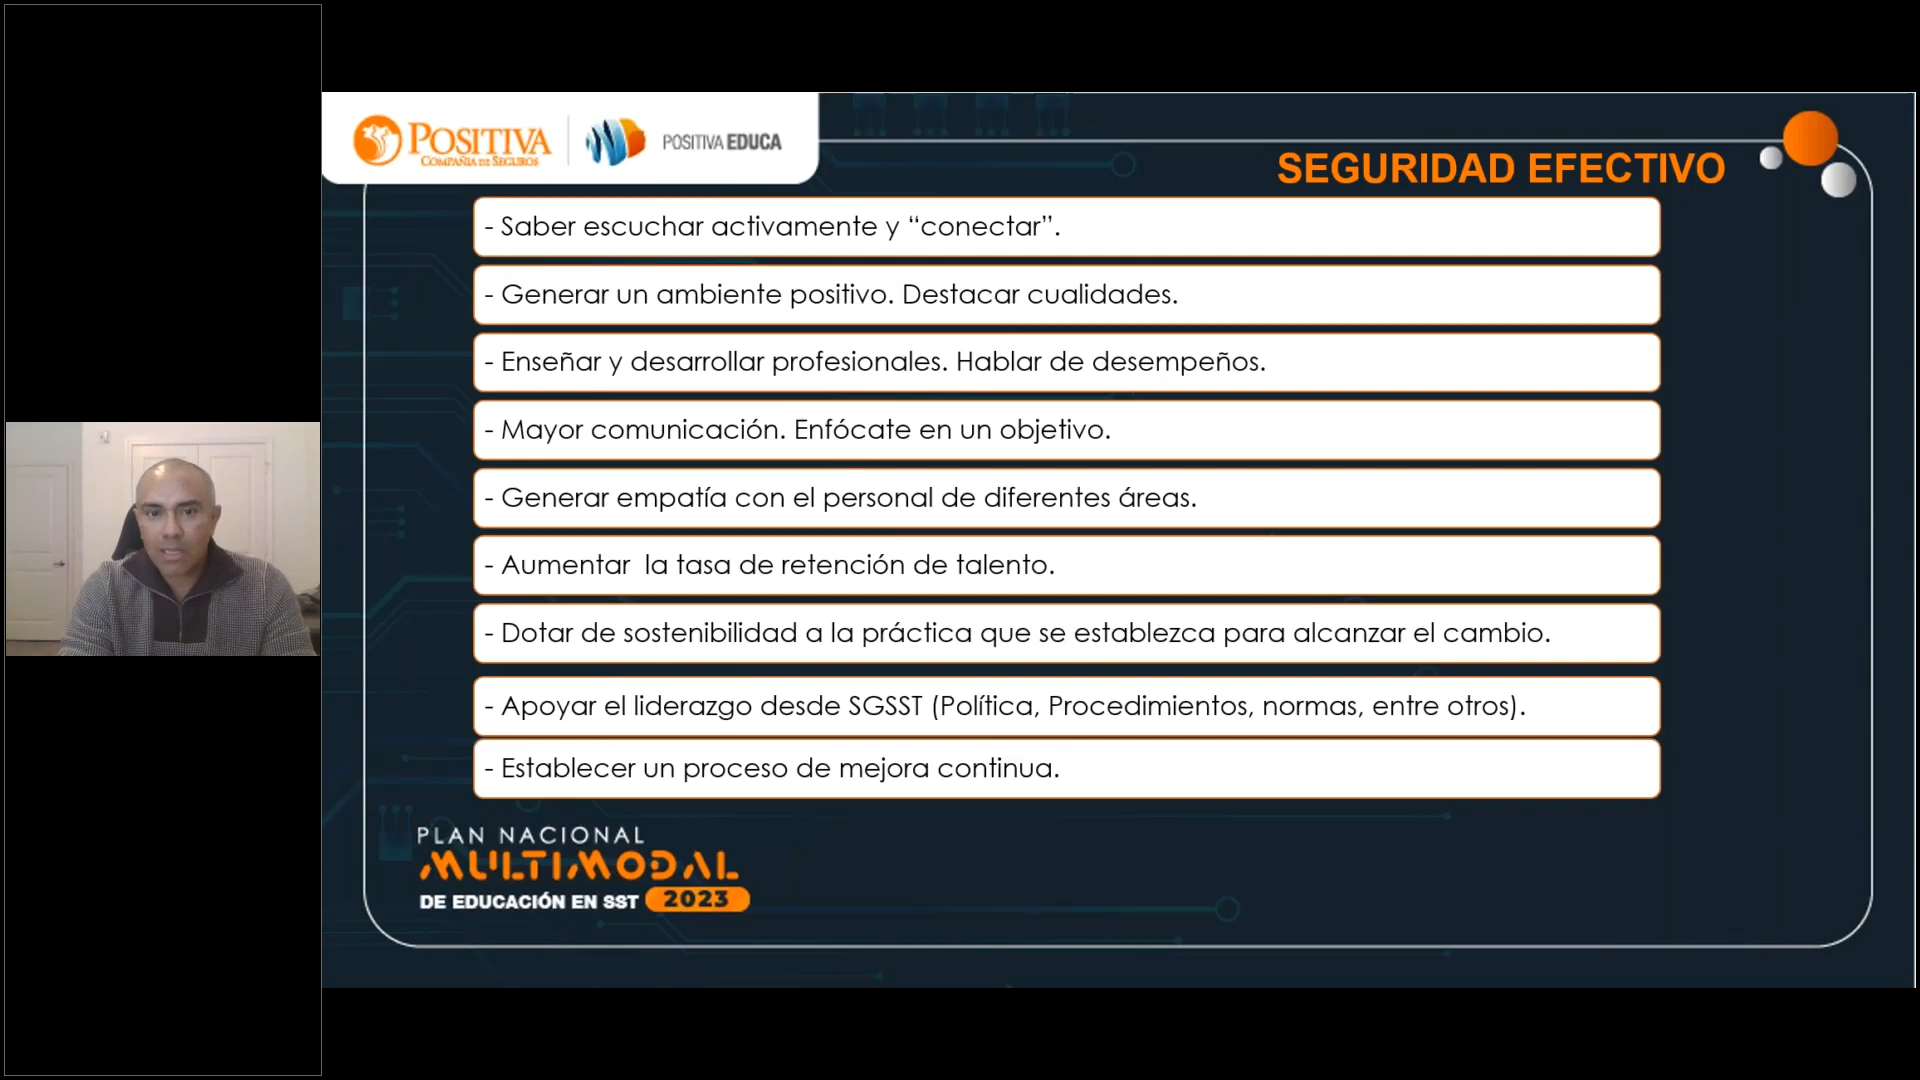 POSITIVA
COMPAÑIA DE SEGUROS
POSITIVA EDUCA
SEGURIDAD EFECTIVO
- Saber escuchar activamente y “conectar”.
- Generar un ambiente positivo. Destacar cualidades.
- Enseñar y desarrollar profesionales. Hablar de desempeños.
- Mayor comunicación. Enfócate en un objetivo.
- Generar empatía con el personal de diferentes áreas.
- Aumentar  la tasa de retención de talento.
- Dotar de sostenibilidad a la práctica que se establezca para alcanzar el cambio.
- Apoyar el liderazgo desde SGSST (Política, Procedimientos, normas, entre otros).
- Establecer un proceso de mejora continua.
PLAN NACIONAL
MULTIMODAL
DE EDUCACIÓN EN SST 2023